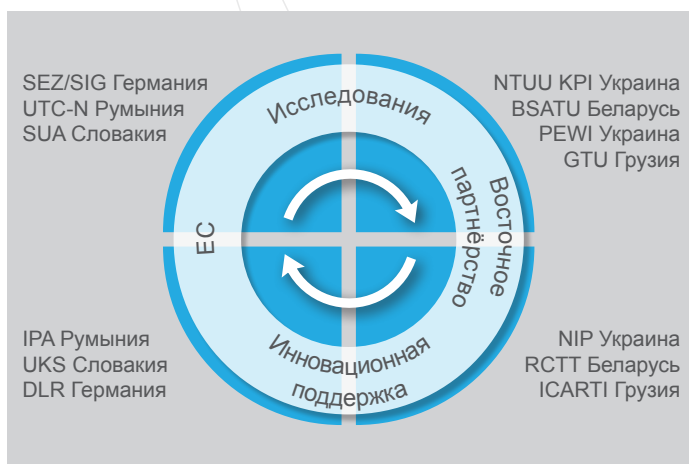 SEZ/SIG Германия
UTC-N Румыния
SUA Словакия
NTUU KPI Украина
BSATU Беларусь
PEWI Украина
GTU Грузия
Исследования
ЕС
Восточное
партнёрство
Инновационная
поддержка
IPA Румыния
UKS Словакия
DLR Германия
NIP Украина
RCTT Беларусь
ICARTI Грузия